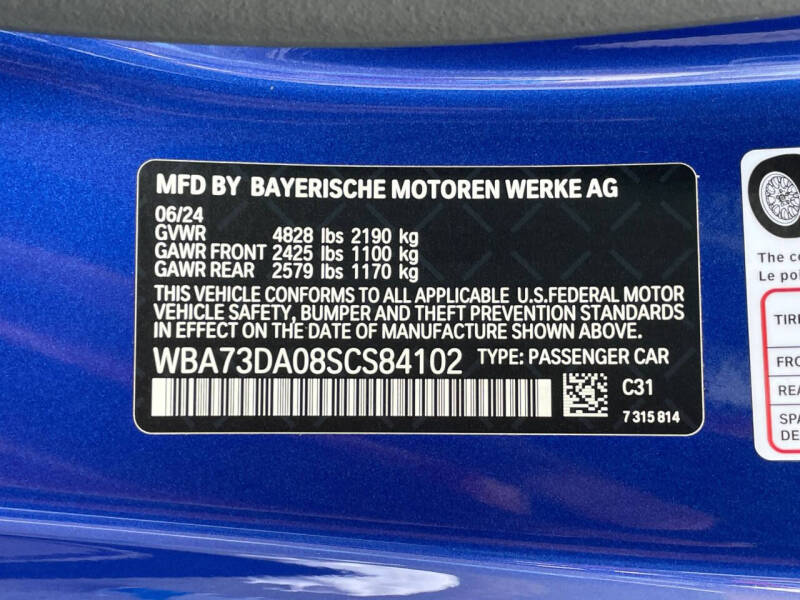 MFD BY BAYERISCHE MOTOREN WERKE AG
06/24
GVWR 4828 lbs 2190 kg
GAWR FRONT 2425 lbs 1100 kg
GAWR REAR 2579 lbs 1170 kg
THIS VEHICLE CONFORMS TO ALL APPLICABLE U.S.FEDERAL MOTOR
VEHICLE SAFETY, BUMPER AND THEFT PREVENTION STANDARDS
IN EFFECT ON THE DATE OF MANUFACTURE SHOWN ABOVE.
WBA73DA08SCS84102 TYPE: PASSENGER CAR
C31
7 315 814
The
Le